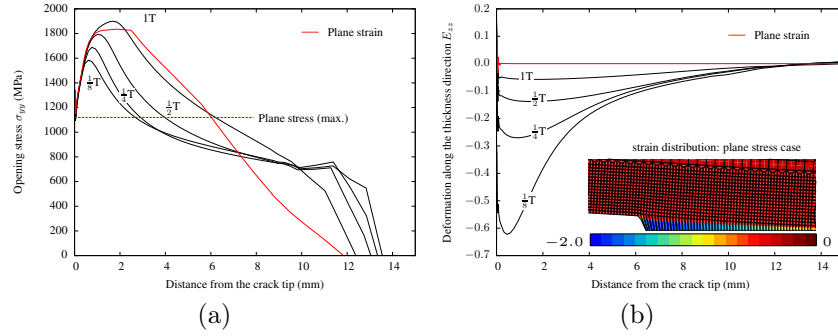 2000
1800
1600
1400
1200
1000
800
600
400
200
0
0 2 4 6 8 10 12 14
Opening stress σyy (MPa)
Distance from the crack tip (mm)
1T
1/2T
1/4T
1/8T
Plane strain
Plane stress (max.)
(a)
0.1
0.0
−0.1
−0.2
−0.3
−0.4
−0.5
−0.6
−0.7
0 2 4 6 8 10 12 14
Deformation along the thickness direction Ezz
Distance from the crack tip (mm)
Plane strain
1T
1/2T
1/4T
1/8T
strain distribution: plane stress case
−2.0 0
(b)